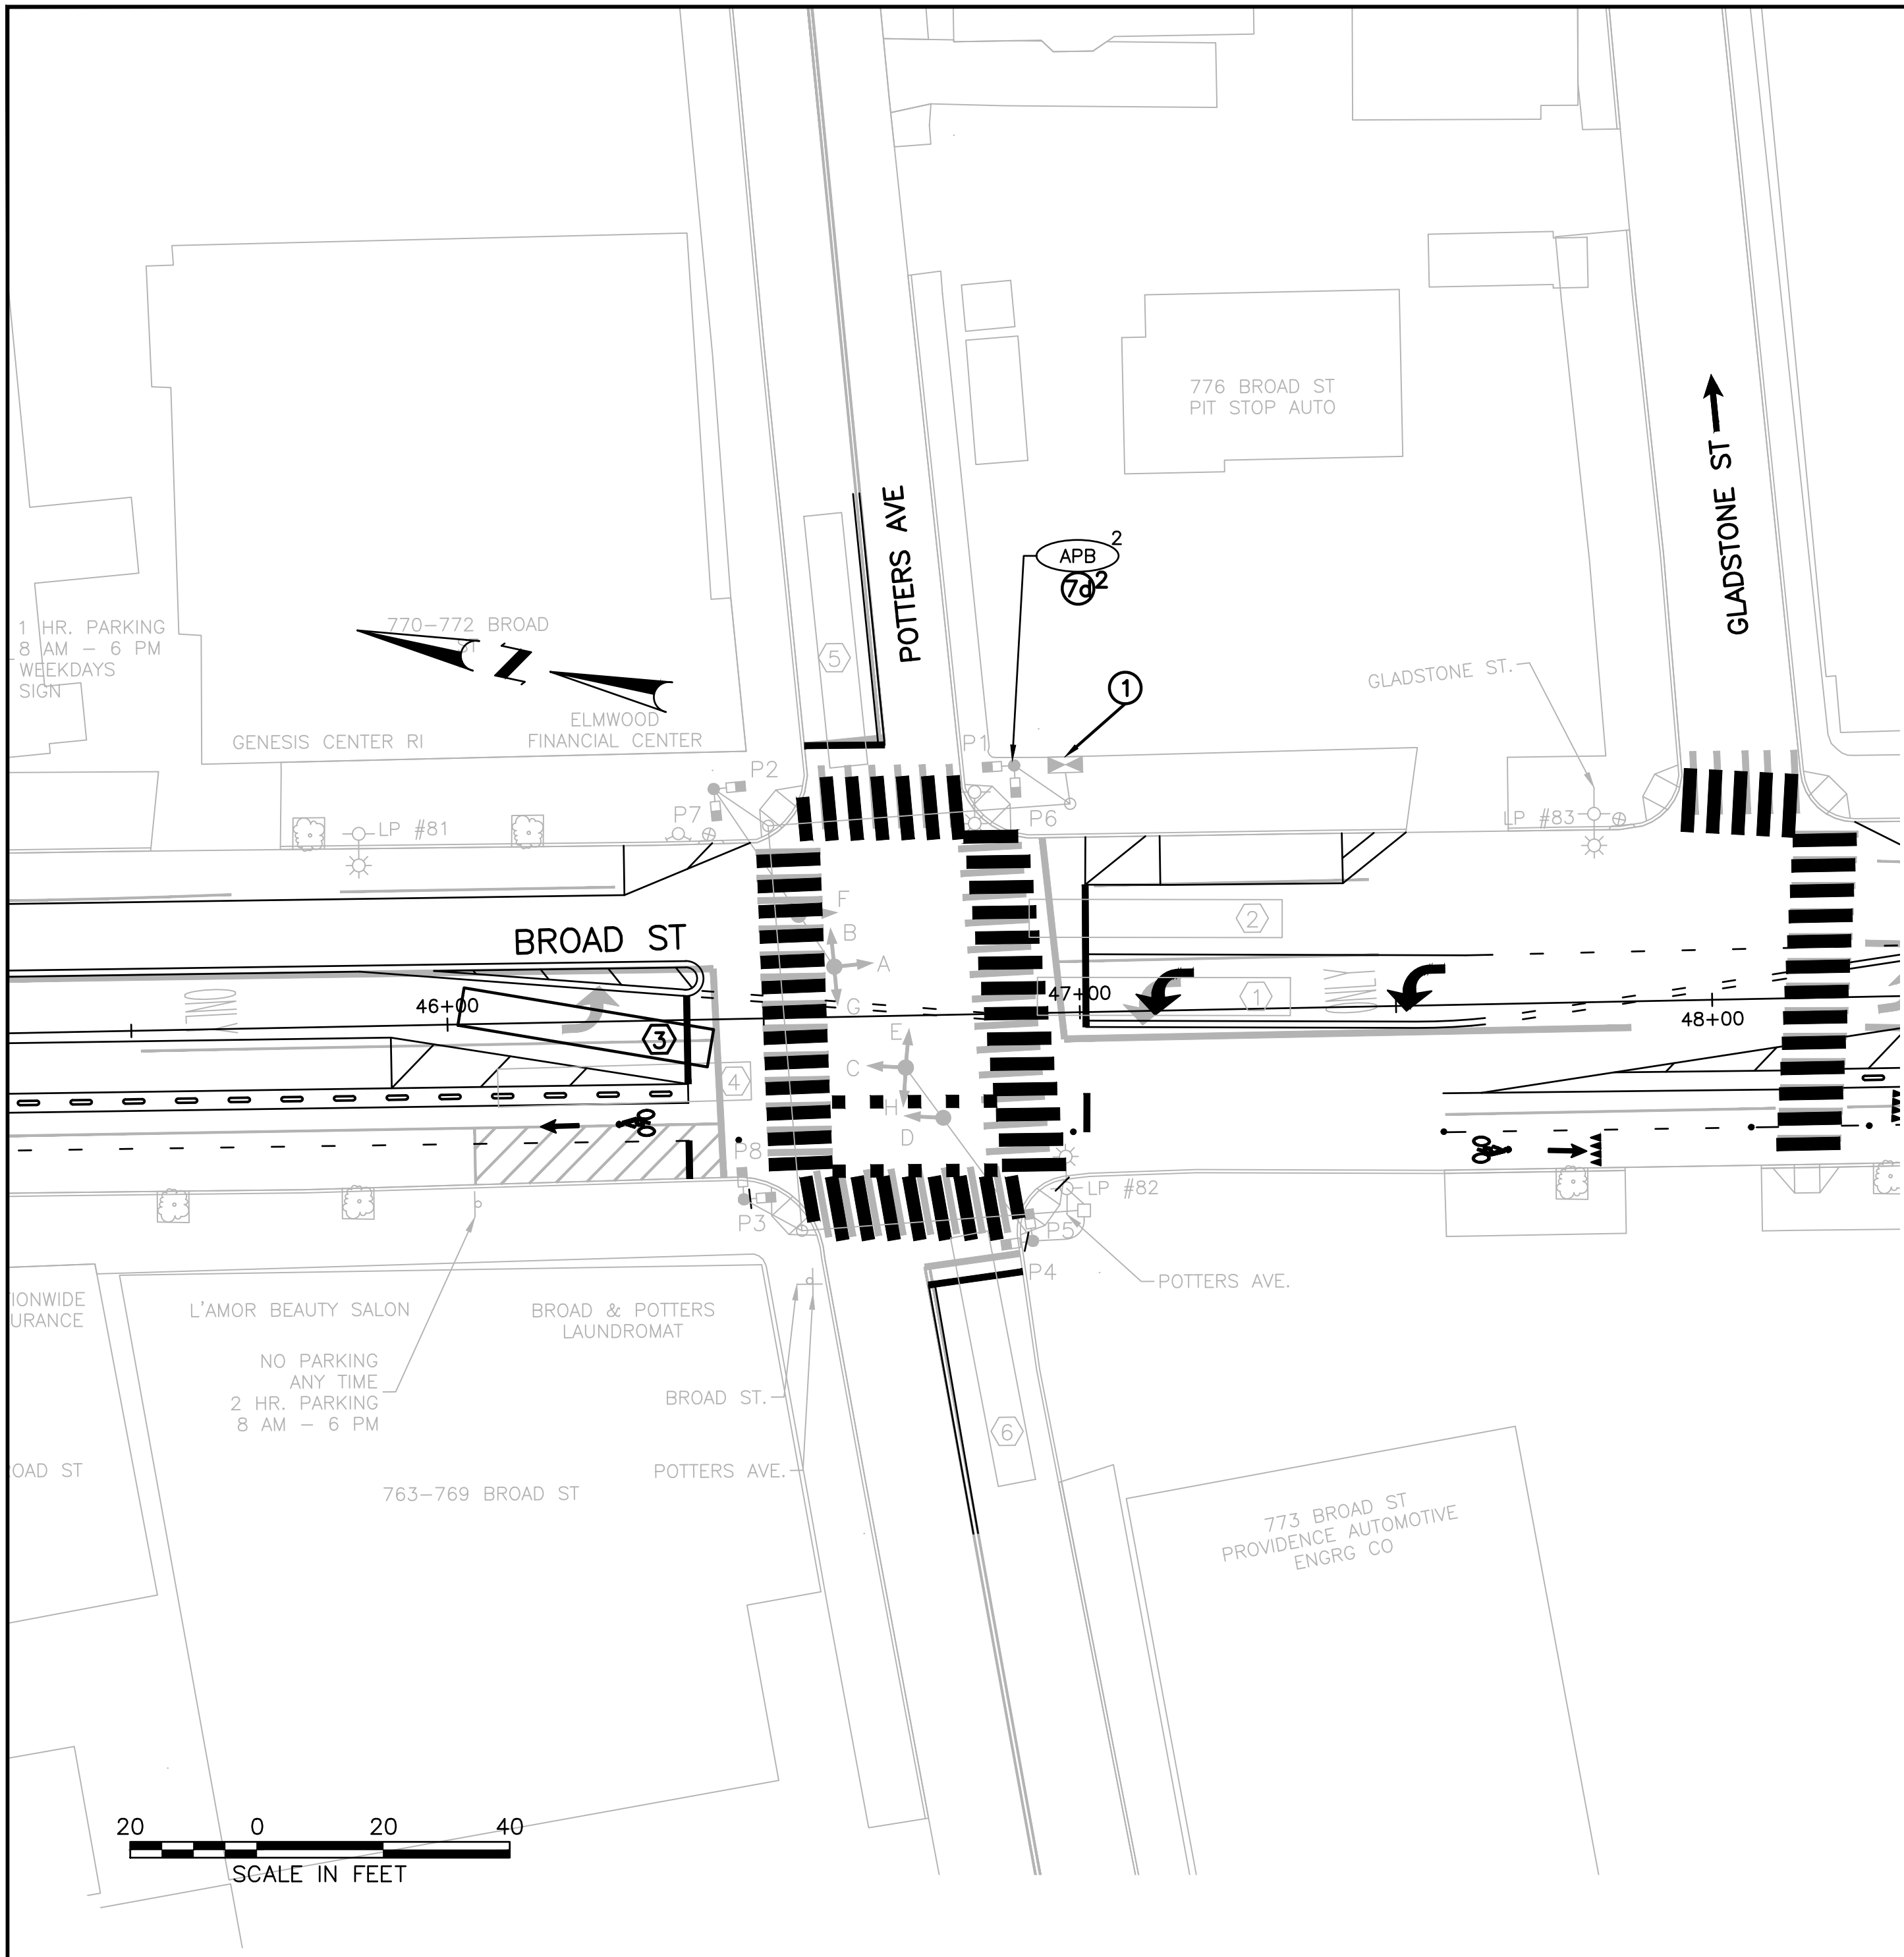 776 BROAD ST
PIT STOP AUTO
GLADSTONE ST
POTTERS AVE
APB 2
7d 2
1
1 HR. PARKING
8 AM – 6 PM
WEEKDAYS
SIGN
770–772 BROAD
ST
N
5
GLADSTONE ST.
ELMWOOD
FINANCIAL CENTER
GENESIS CENTER RI
P1
P2
P7
P6
LP #81
LP #83
F
B
A
G
2
BROAD ST
46+00
47+00
1
48+00
3
E
C
H
D
4
P8
P3
LP #82
P5
P4
POTTERS AVE.
IONWIDE
URANCE
L'AMOR BEAUTY SALON
BROAD & POTTERS
LAUNDROMAT
NO PARKING
ANY TIME
2 HR. PARKING
8 AM – 6 PM
BROAD ST.
POTTERS AVE.
6
OAD ST
763–769 BROAD ST
773 BROAD ST
PROVIDENCE AUTOMOTIVE
ENGRG CO
20 0 20 40
SCALE IN FEET